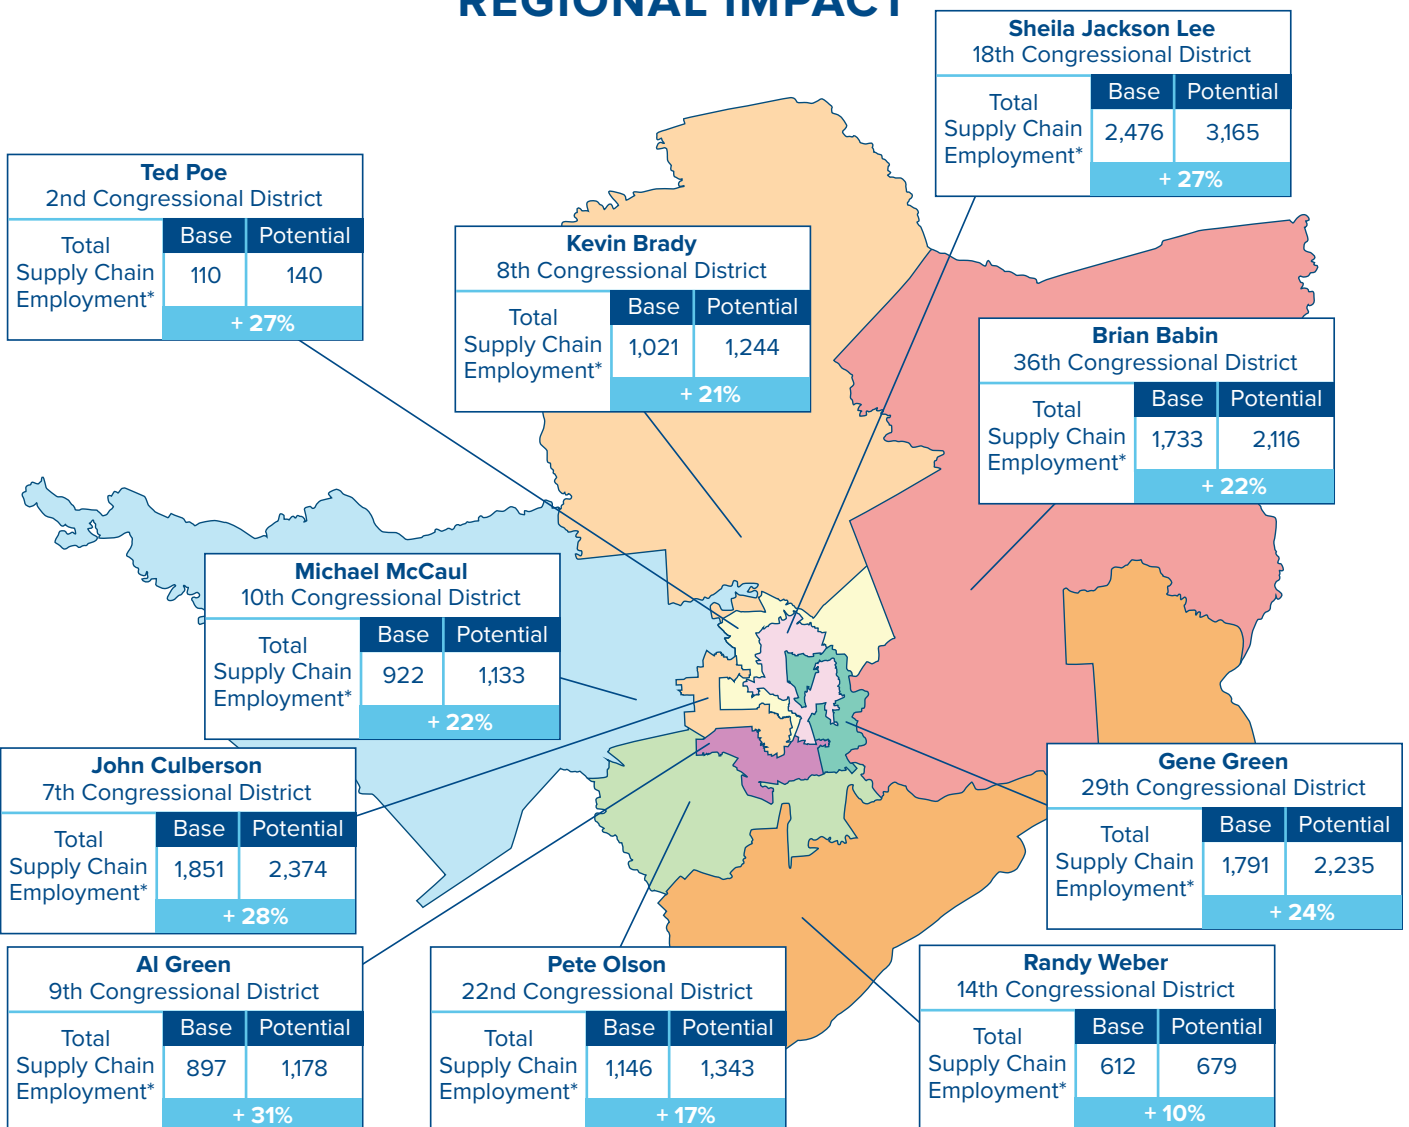 REGIONAL IMPACT
Sheila Jackson Lee
18th Congressional District
Total
Supply Chain
Employment*
Base Potential
2,476 3,165
+ 27%
Ted Poe
2nd Congressional District
Total
Supply Chain
Employment*
Base Potential
110 140
+ 27%
Kevin Brady
8th Congressional District
Total
Supply Chain
Employment*
Base Potential
1,021 1,244
+ 21%
Brian Babin
36th Congressional District
Total
Supply Chain
Employment*
Base Potential
1,733 2,116
+ 22%
Michael McCaul
10th Congressional District
Total
Supply Chain
Employment*
Base Potential
922 1,133
+ 22%
John Culberson
7th Congressional District
Total
Supply Chain
Employment*
Base Potential
1,851 2,374
+ 28%
Gene Green
29th Congressional District
Total
Supply Chain
Employment*
Base Potential
1,791 2,235
+ 24%
Al Green
9th Congressional District
Total
Supply Chain
Employment*
Base Potential
897 1,178
+ 31%
Pete Olson
22nd Congressional District
Total
Supply Chain
Employment*
Base Potential
1,146 1,343
+ 17%
Randy Weber
14th Congressional District
Total
Supply Chain
Employment*
Base Potential
612 679
+ 10%